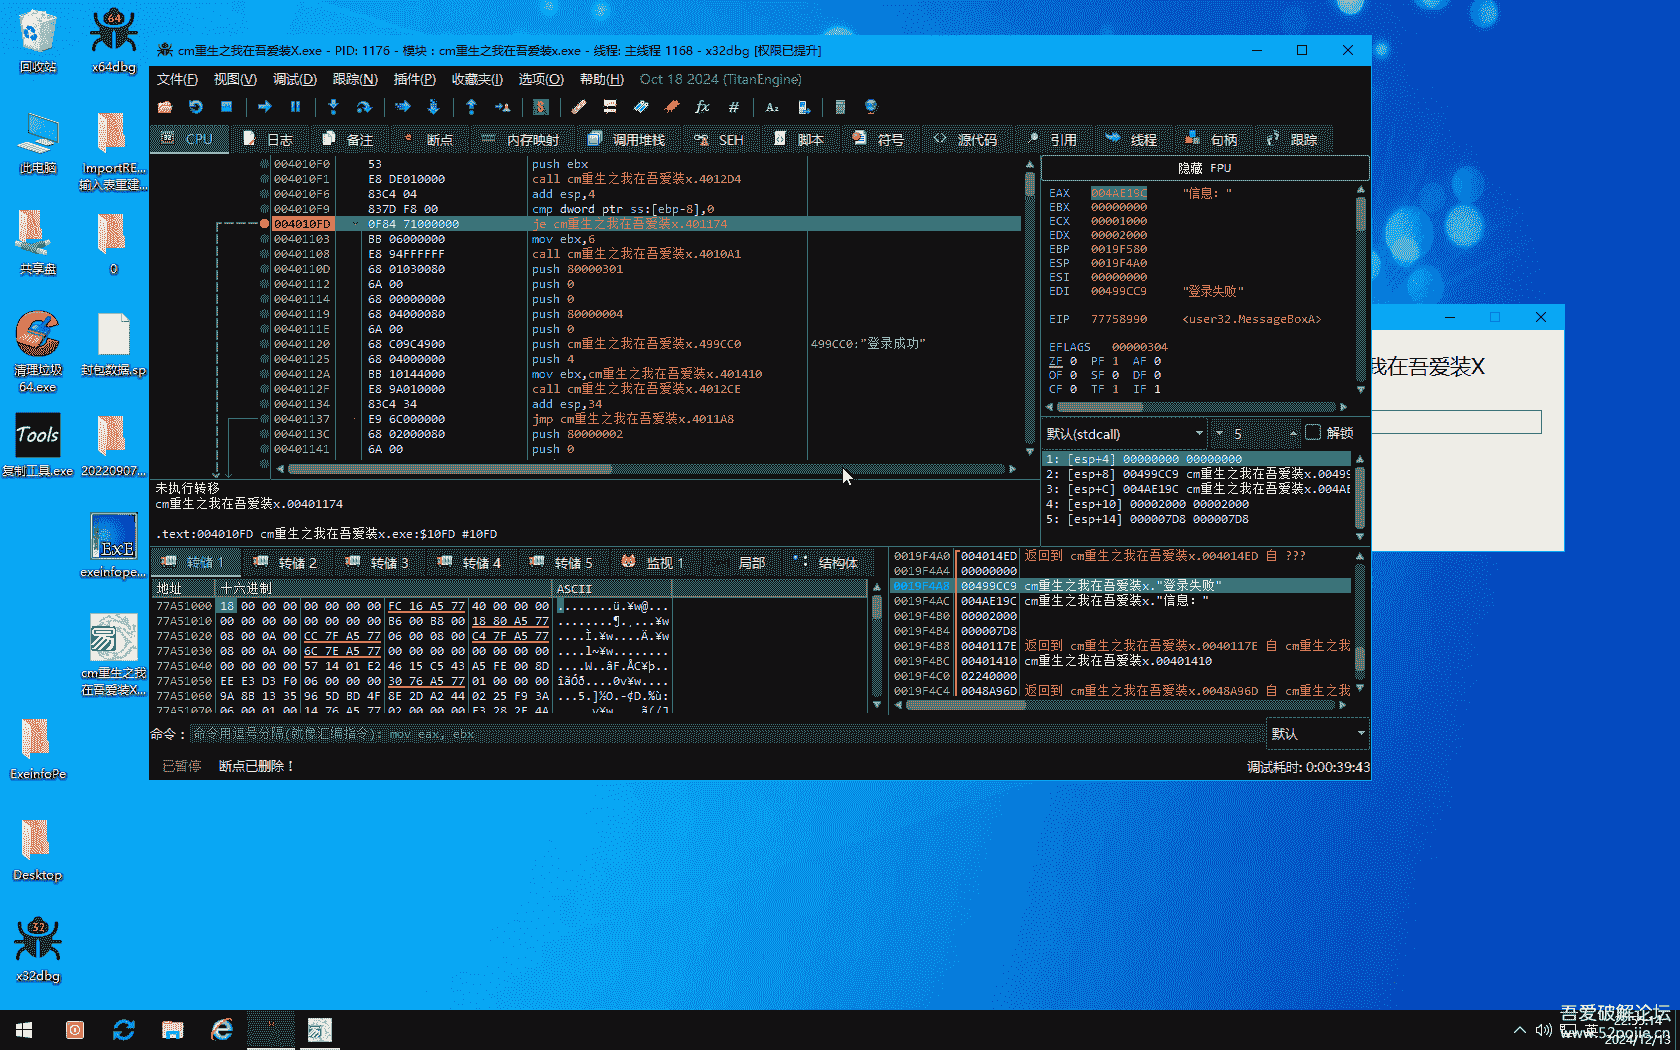 回收站
x64dbg
此电脑
ImportRE...
输入表重建...
共享盘
0
清理垃圾
64.exe
封包数据.sp
Tools
复制工具.exe
20220907...
exeinfope...
cm重生之我
在吾爱装X...
ExeinfoPe
Desktop
x32dbg
cm重生之我在吾爱装X.exe - PID: 1176 - 模块：cm重生之我在吾爱装x.exe - 线程: 主线程 1168 - x32dbg [权限已提升]
文件(F) 视图(V) 调试(D) 跟踪(N) 插件(P) 收藏夹(I) 选项(O) 帮助(H) Oct 18 2024 (TitanEngine)
CPU 日志 备注 断点 内存映射 调用堆栈 SEH 脚本 符号 源代码 引用 线程 句柄 跟踪
004010F0 53 push ebx
004010F1 E8 DE010000 call cm重生之我在吾爱装x.4012D4
004010F6 83C4 04 add esp,4
004010F9 837D F8 00 cmp dword ptr ss:[ebp-8],0
004010FD 0F84 71000000 je cm重生之我在吾爱装x.401174
00401103 BB 06000000 mov ebx,6
00401108 E8 94FFFFFF call cm重生之我在吾爱装x.4010A1
0040110D 68 01030080 push 80000301
00401112 6A 00 push 0
00401114 68 00000000 push 0
00401119 68 04000080 push 80000004
0040111E 6A 00 push 0
00401120 68 C09C4900 push cm重生之我在吾爱装x.499CC0 499CC0:"登录成功"
00401125 68 04000000 push 4
0040112A BB 10144000 mov ebx,cm重生之我在吾爱装x.401410
0040112F E8 9A010000 call cm重生之我在吾爱装x.4012CE
00401134 83C4 34 add esp,34
00401137 E9 6C000000 jmp cm重生之我在吾爱装x.4011A8
0040113C 68 02000080 push 80000002
00401141 6A 00 push 0
未执行转移
cm重生之我在吾爱装x.00401174
.text:004010FD cm重生之我在吾爱装x.exe:$10FD #10FD
隐藏 FPU
EAX 004AE19C "信息："
EBX 00000000
ECX 00001000
EDX 00002000
EBP 0019F580
ESP 0019F4A0
ESI 00000000
EDI 00499CC9 "登录失败"
EIP 77758990 <user32.MessageBoxA>
EFLAGS 00000304
ZF 0 PF 1 AF 0
OF 0 SF 0 DF 0
CF 0 TF 1 IF 1
默认(stdcall) 5 解锁
1: [esp+4] 00000000 00000000
2: [esp+8] 00499CC9 cm重生之我在吾爱装x.00499
3: [esp+C] 004AE19C cm重生之我在吾爱装x.004AE
4: [esp+10] 00002000 00002000
5: [esp+14] 000007D8 000007D8
转储 1 转储 2 转储 3 转储 4 转储 5 监视 1 局部 结构体
地址 十六进制 ASCII
77A51000 18 00 00 00 00 00 00 00 FC 16 A5 77 40 00 00 00 ........ü.¥w@...
77A51010 00 00 00 00 00 00 00 00 B6 00 B8 00 18 80 A5 77 ........¶.¸...¥w
77A51020 08 00 0A 00 CC 7F A5 77 06 00 08 00 C4 7F A5 77 ....Ì.¥w....Ä.¥w
77A51030 08 00 0A 00 6C 7E A5 77 00 00 00 00 00 00 00 00 ....l~¥w........
77A51040 00 00 00 00 57 14 01 E2 46 15 C5 43 A5 FE 00 8D ....W..âF.ÅC¥þ..
77A51050 EE E3 D3 F0 06 00 00 00 30 76 A5 77 01 00 00 00 îãÓð....0v¥w....
77A51060 9A 8B 13 35 96 5D BD 4F 8E 2D A2 44 02 25 F9 3A ...5.]½O.-¢D.%ù:
77A51070 06 00 01 00 14 76 A5 77 02 00 00 00 E3 28 2F 4A .....v¥w....ã(/J
0019F4A0 004014ED 返回到 cm重生之我在吾爱装x.004014ED 自 ???
0019F4A4 00000000
0019F4A8 00499CC9 cm重生之我在吾爱装x."登录失败"
0019F4AC 004AE19C cm重生之我在吾爱装x."信息："
0019F4B0 00002000
0019F4B4 000007D8
0019F4B8 0040117E 返回到 cm重生之我在吾爱装x.0040117E 自 cm重生之我
0019F4BC 00401410 cm重生之我在吾爱装x.00401410
0019F4C0 02240000
0019F4C4 0048A96D 返回到 cm重生之我在吾爱装x.0048A96D 自 cm重生之我
命令： 命令用逗号分隔(就像汇编指令): mov eax, ebx 默认
已暂停 断点已删除！ 调试耗时: 0:00:39:43
我在吾爱装X
英
22:55:14
2024/12/13
吾爱破解论坛
www.52pojie.cn